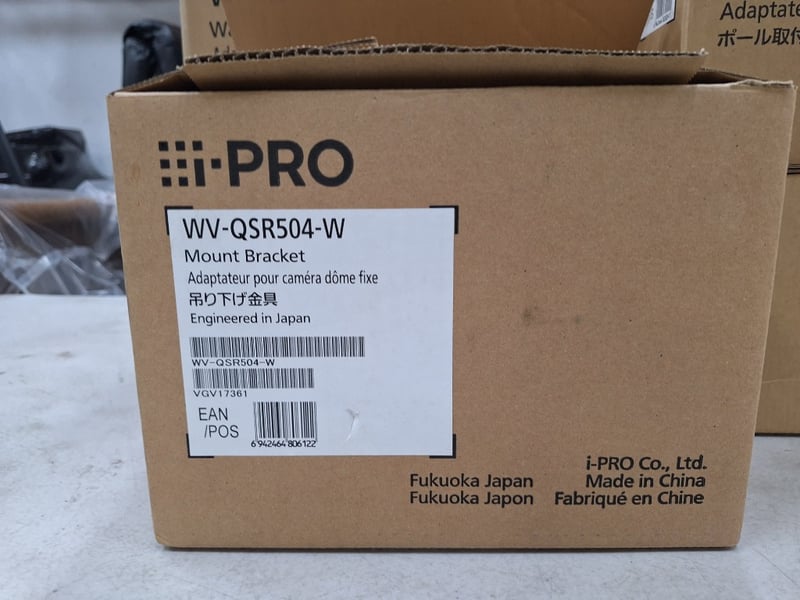 Adaptate
ポール取付
i-PRO
WV-QSR504-W
Mount Bracket
Adaptateur pour caméra dôme fixe
吊り下げ金具
Engineered in Japan
WV-QSR504-W
VGV17361
EAN
/POS
6942464806122
i-PRO Co., Ltd.
Fukuoka Japan Made in China
Fukuoka Japon Fabriqué en Chine